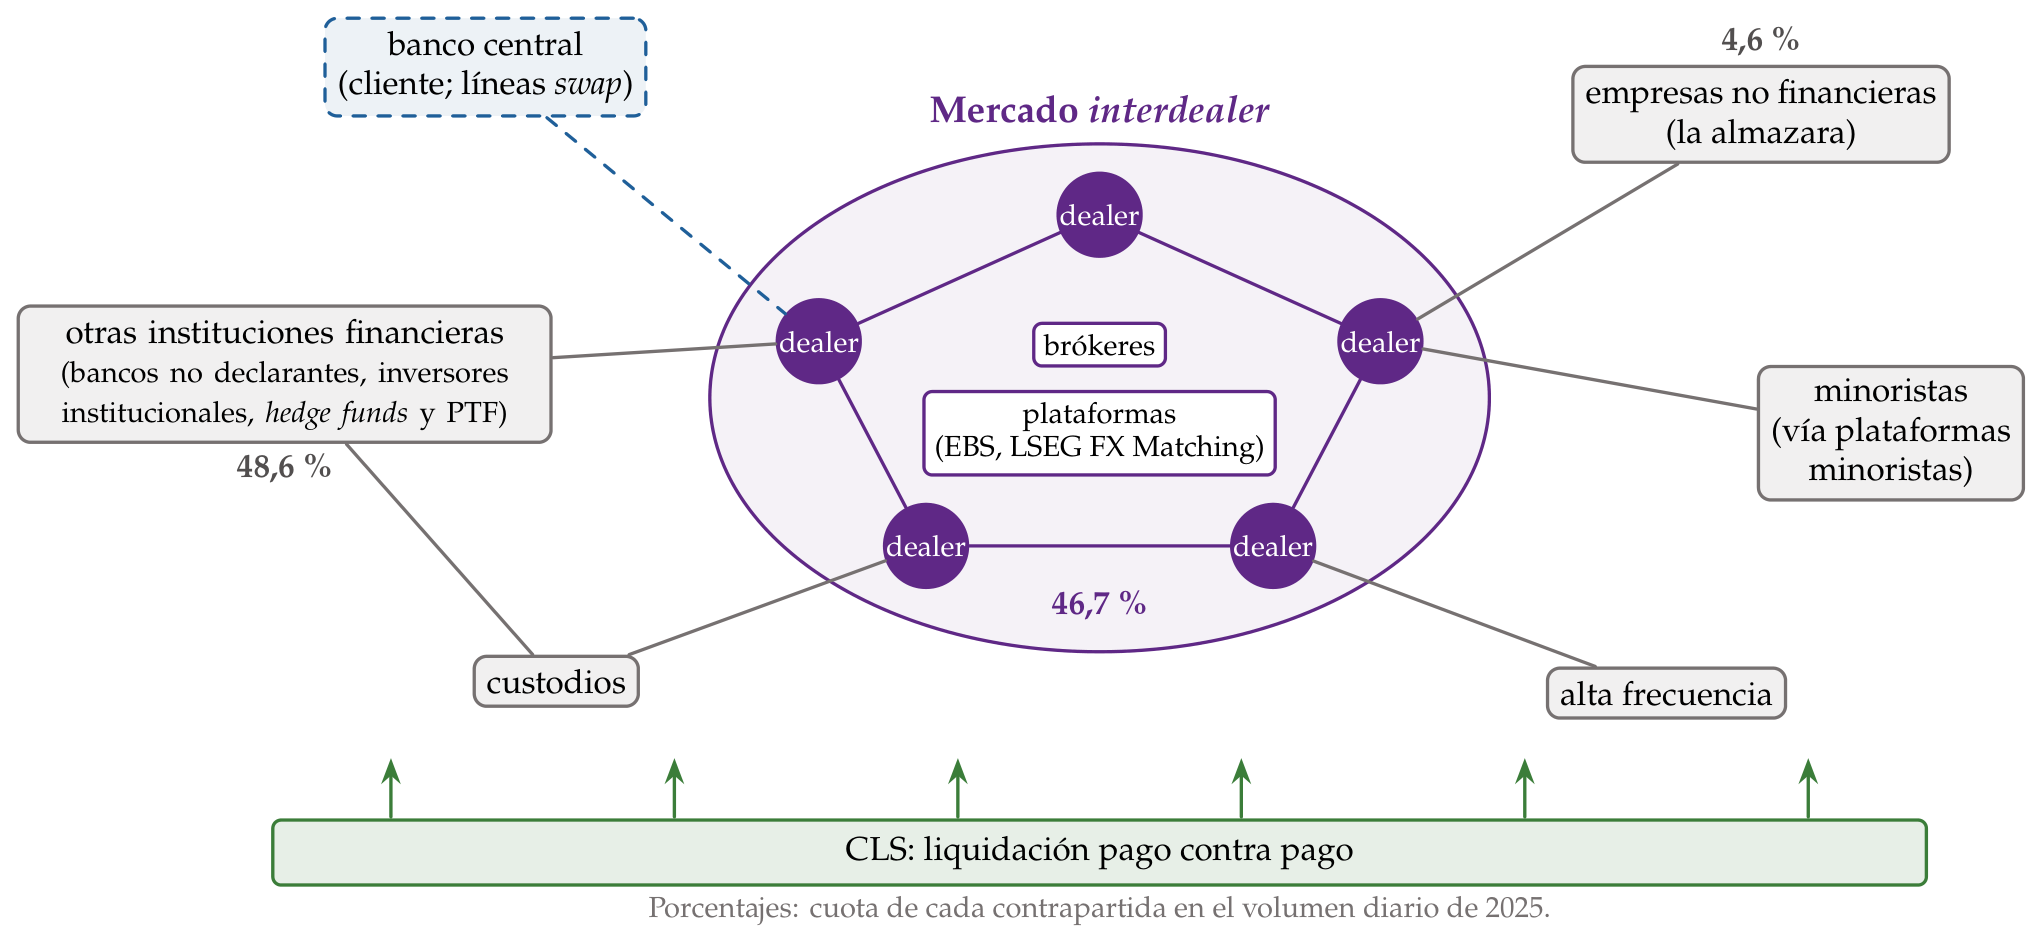 banco central
(cliente; líneas swap)
4,6 %
empresas no financieras
(la almazara)
Mercado interdealer
dealer
dealer
dealer
brókeres
otras instituciones financieras
(bancos no declarantes, inversores
institucionales, hedge funds y PTF)
48,6 %
plataformas
(EBS, LSEG FX Matching)
minoristas
(vía plataformas
minoristas)
dealer
dealer
46,7 %
custodios
alta frecuencia
CLS: liquidación pago contra pago
Porcentajes: cuota de cada contrapartida en el volumen diario de 2025.